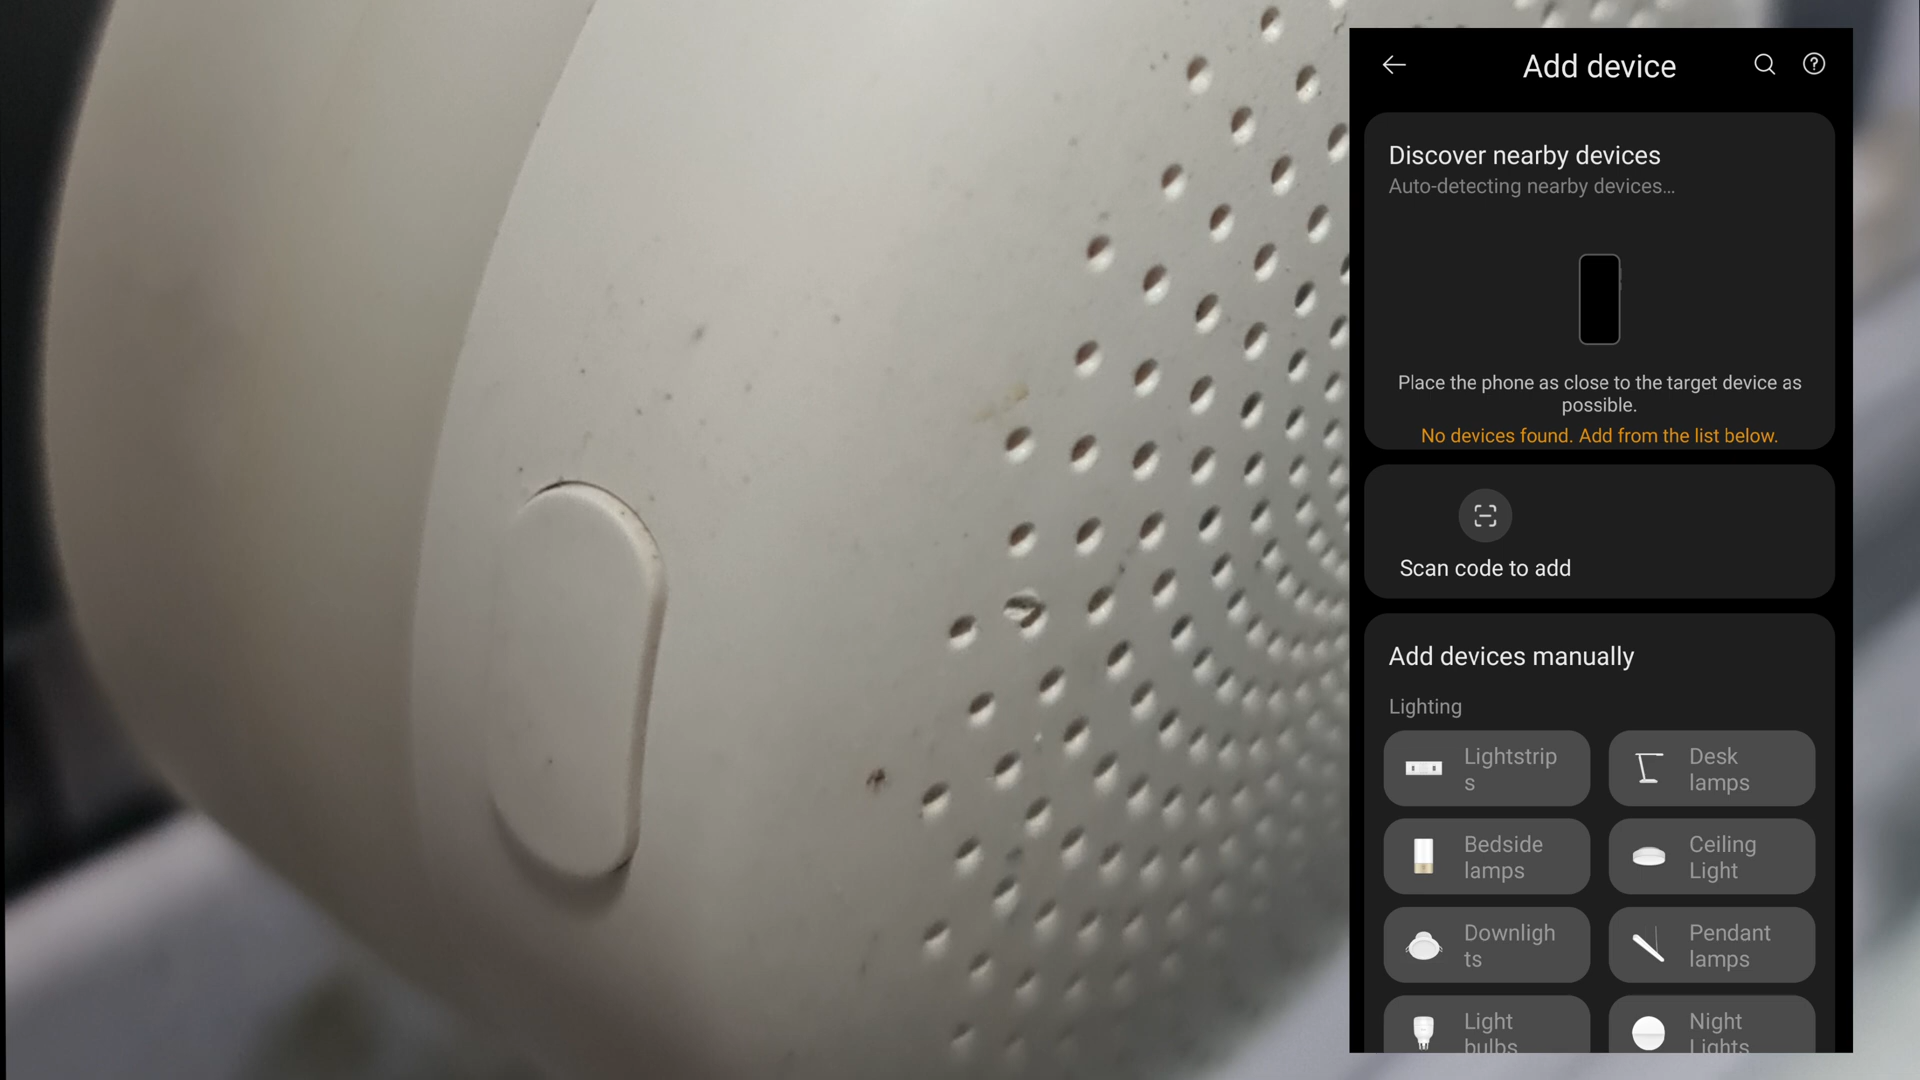 Add device
Discover nearby devices
Auto-detecting nearby devices...
Place the phone as close to the target device as
possible.
No devices found. Add from the list below.
Scan code to add
Add devices manually
Lighting
Lightstrip
s
Desk
lamps
Bedside
lamps
Ceiling
Light
Downligh
ts
Pendant
lamps
Light
bulbs
Night
Lights